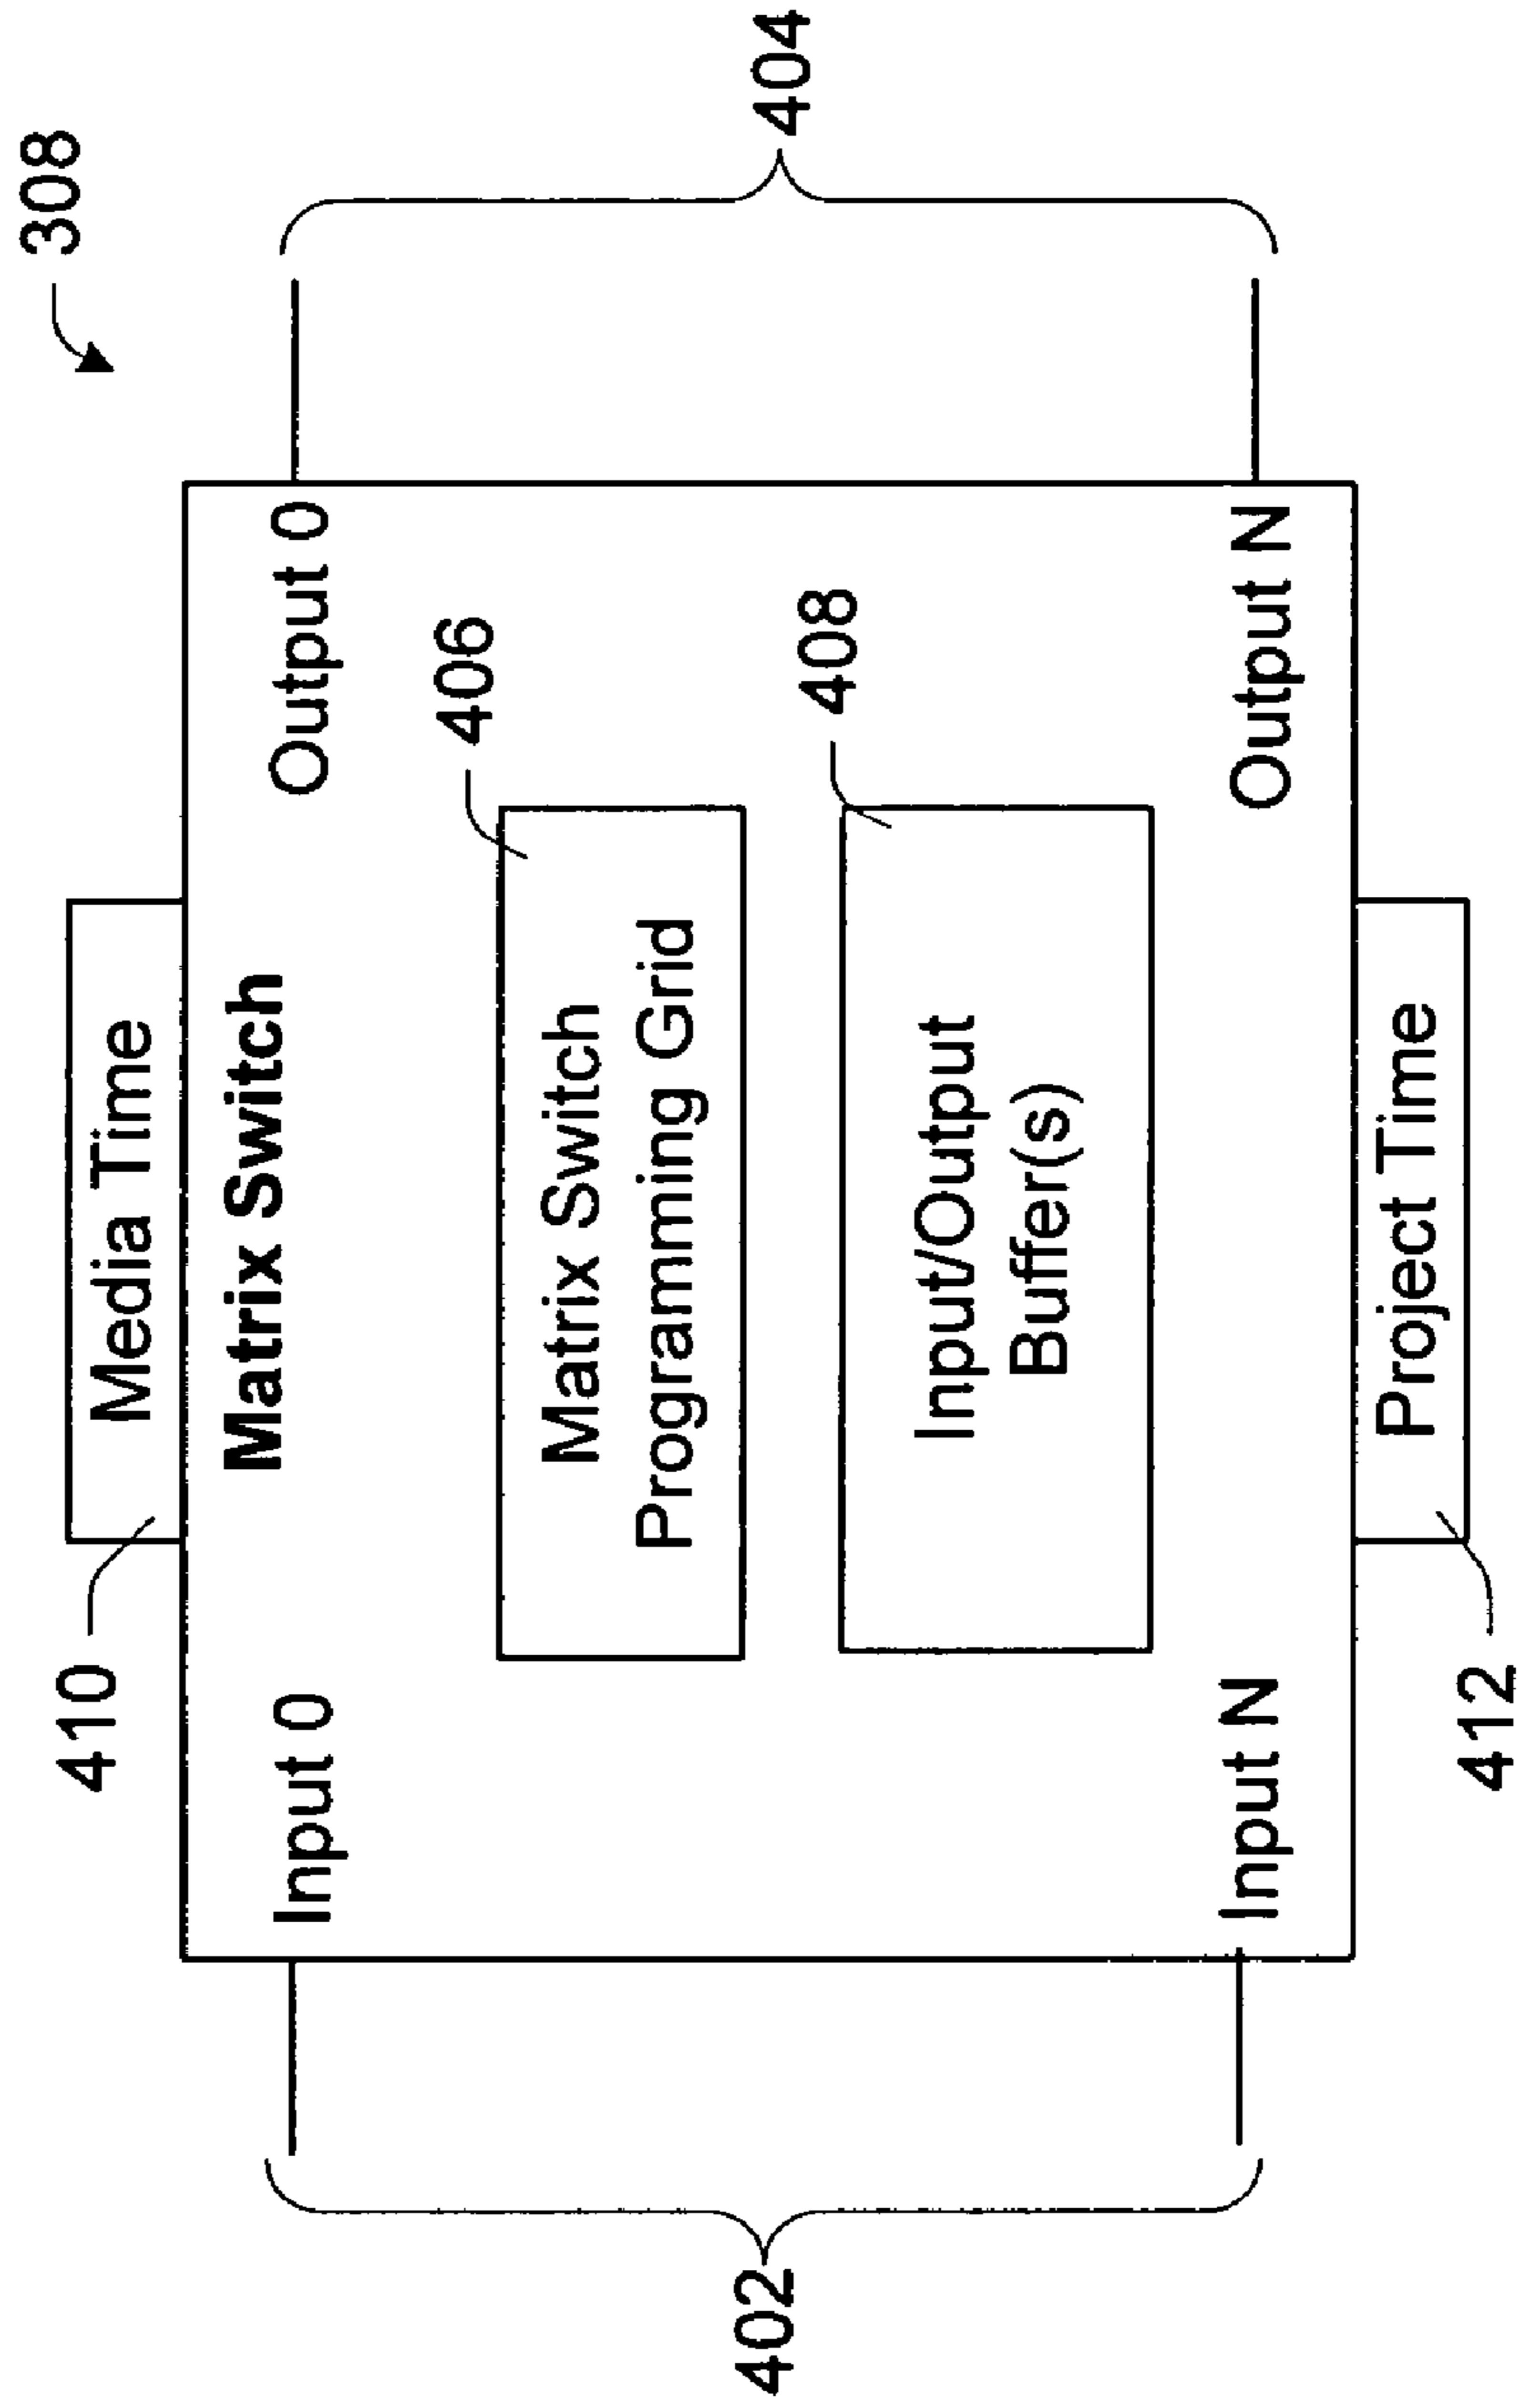 308
410
Media Time
Matrix Switch
Input 0
Output 0
406
Matrix Switch
Programming Grid
402
404
408
Input/Output
Buffer(s)
Input N
Output N
Project Time
412